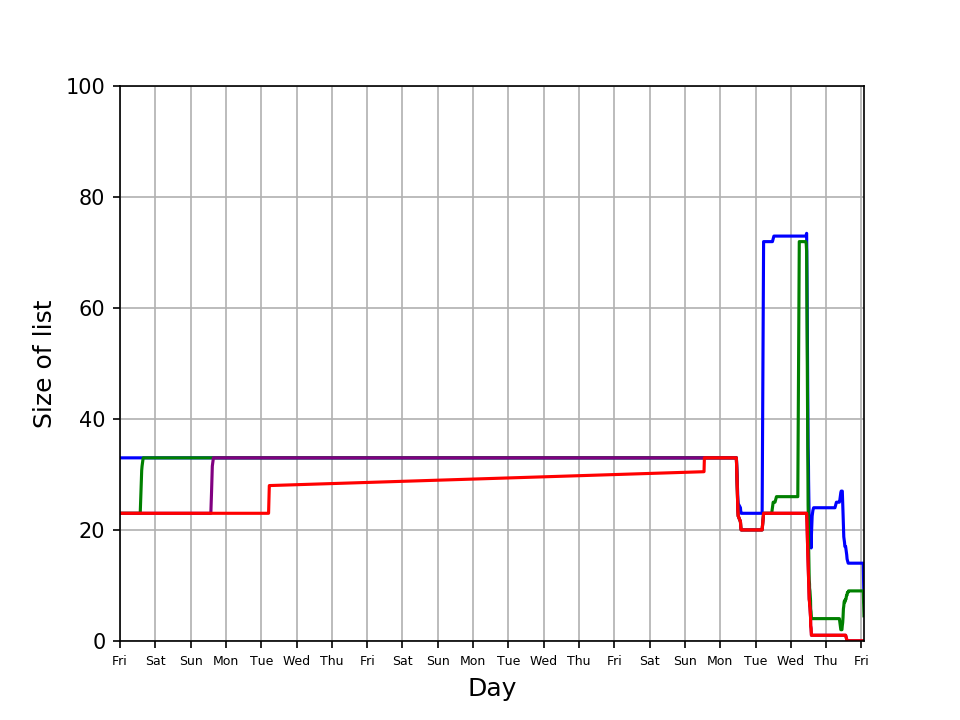 100
80
60
40
20
0
Size of list
Fri Sat Sun Mon Tue Wed Thu Fri Sat Sun Mon Tue Wed Thu Fri Sat Sun Mon Tue Wed Thu Fri
Day